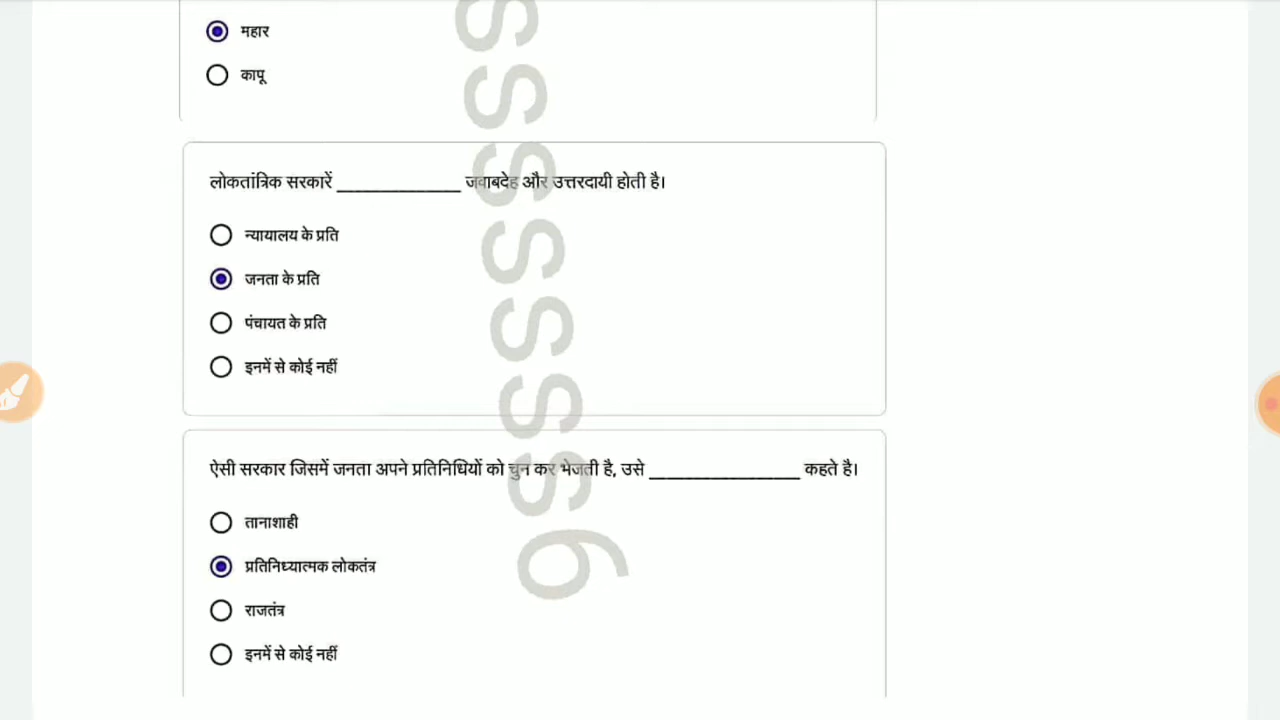 महार
कापू
लोकतांत्रिक सरकारें ______________ जवाबदेह और उत्तरदायी होती है।
न्यायालय के प्रति
जनता के प्रति
पंचायत के प्रति
इनमें से कोई नहीं
ऐसी सरकार जिसमें जनता अपने प्रतिनिधियों को चुन कर भेजती है, उसे _________________ कहते है।
तानाशाही
प्रतिनिध्यात्मक लोकतंत्र
राजतंत्र
इनमें से कोई नहीं